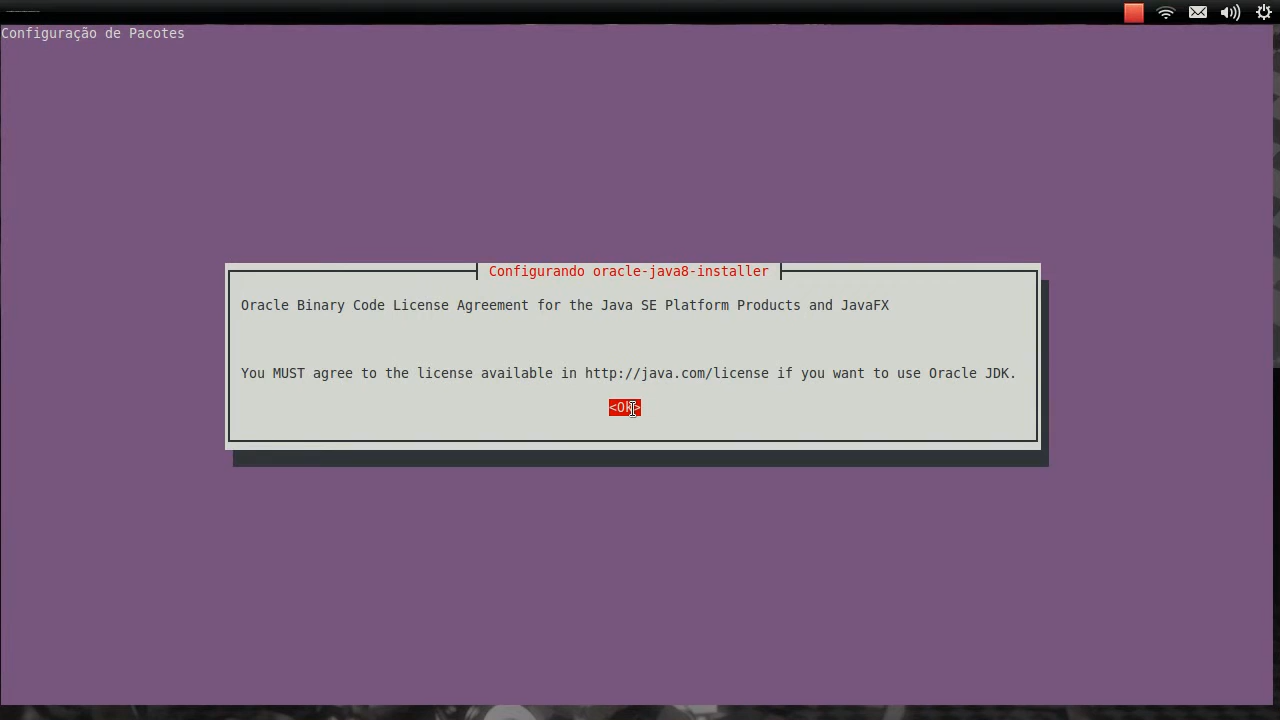 Configuração de Pacotes
Configurando oracle-java8-installer
Oracle Binary Code License Agreement for the Java SE Platform Products and JavaFX
You MUST agree to the license available in http://java.com/license if you want to use Oracle JDK.
<Ok>